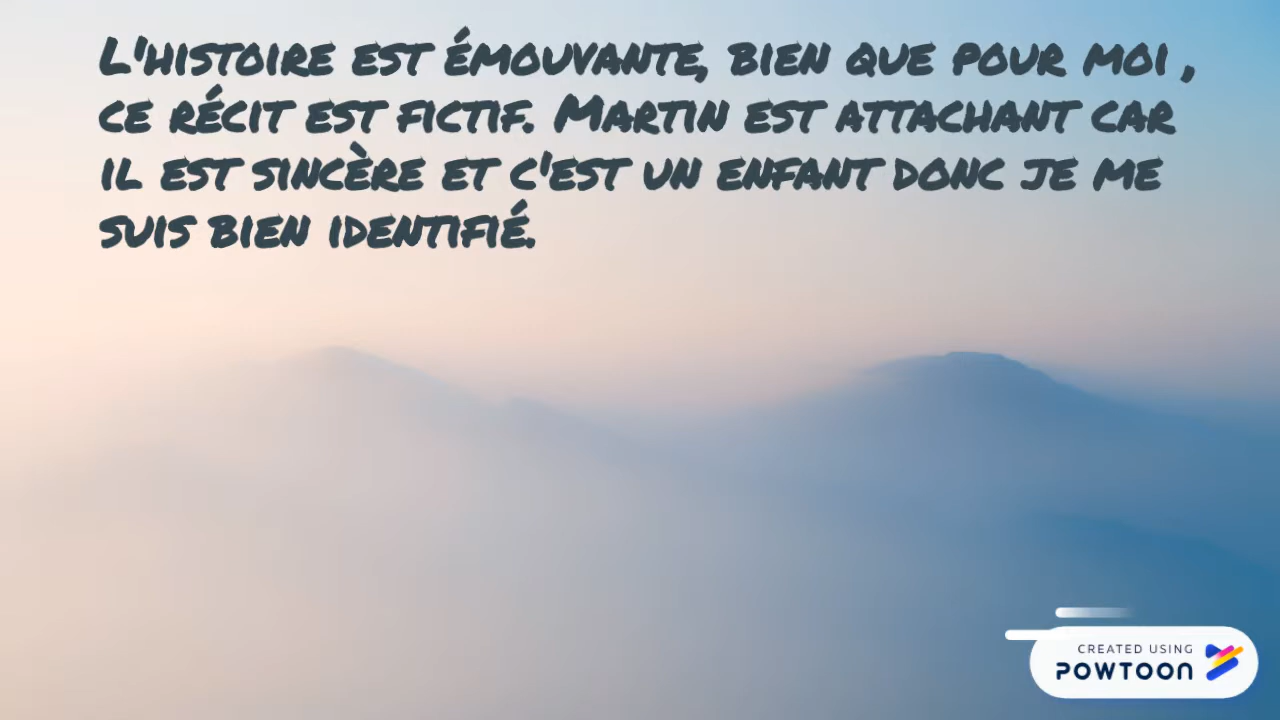 L'histoire est émouvante, bien que pour moi ,
ce récit est fictif. Martin est attachant car
il est sincère et c'est un enfant donc je me
suis bien identifié.
CREATED USING
POWTOON